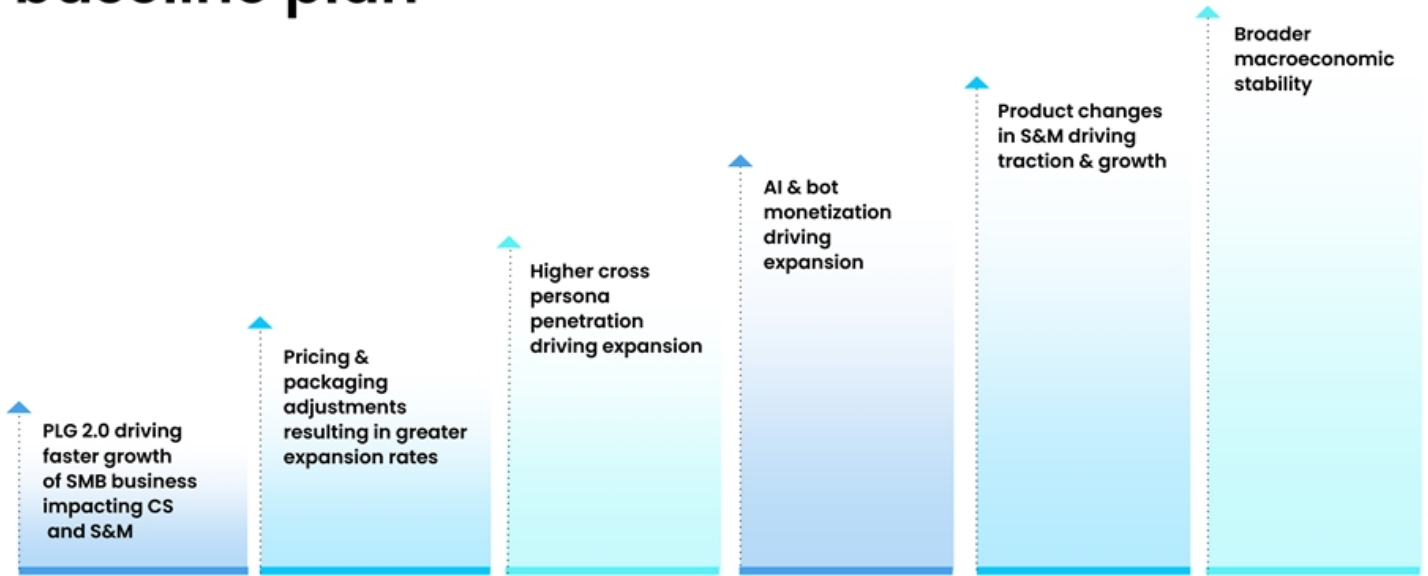 baseline plan
PLG 2.0 driving
faster growth
of SMB business
impacting CS
and S&M
Pricing &
packaging
adjustments
resulting in greater
expansion rates
Higher cross
persona
penetration
driving expansion
AI & bot
monetization
driving
expansion
Product changes
in S&M driving
traction & growth
Broader
macroeconomic
stability